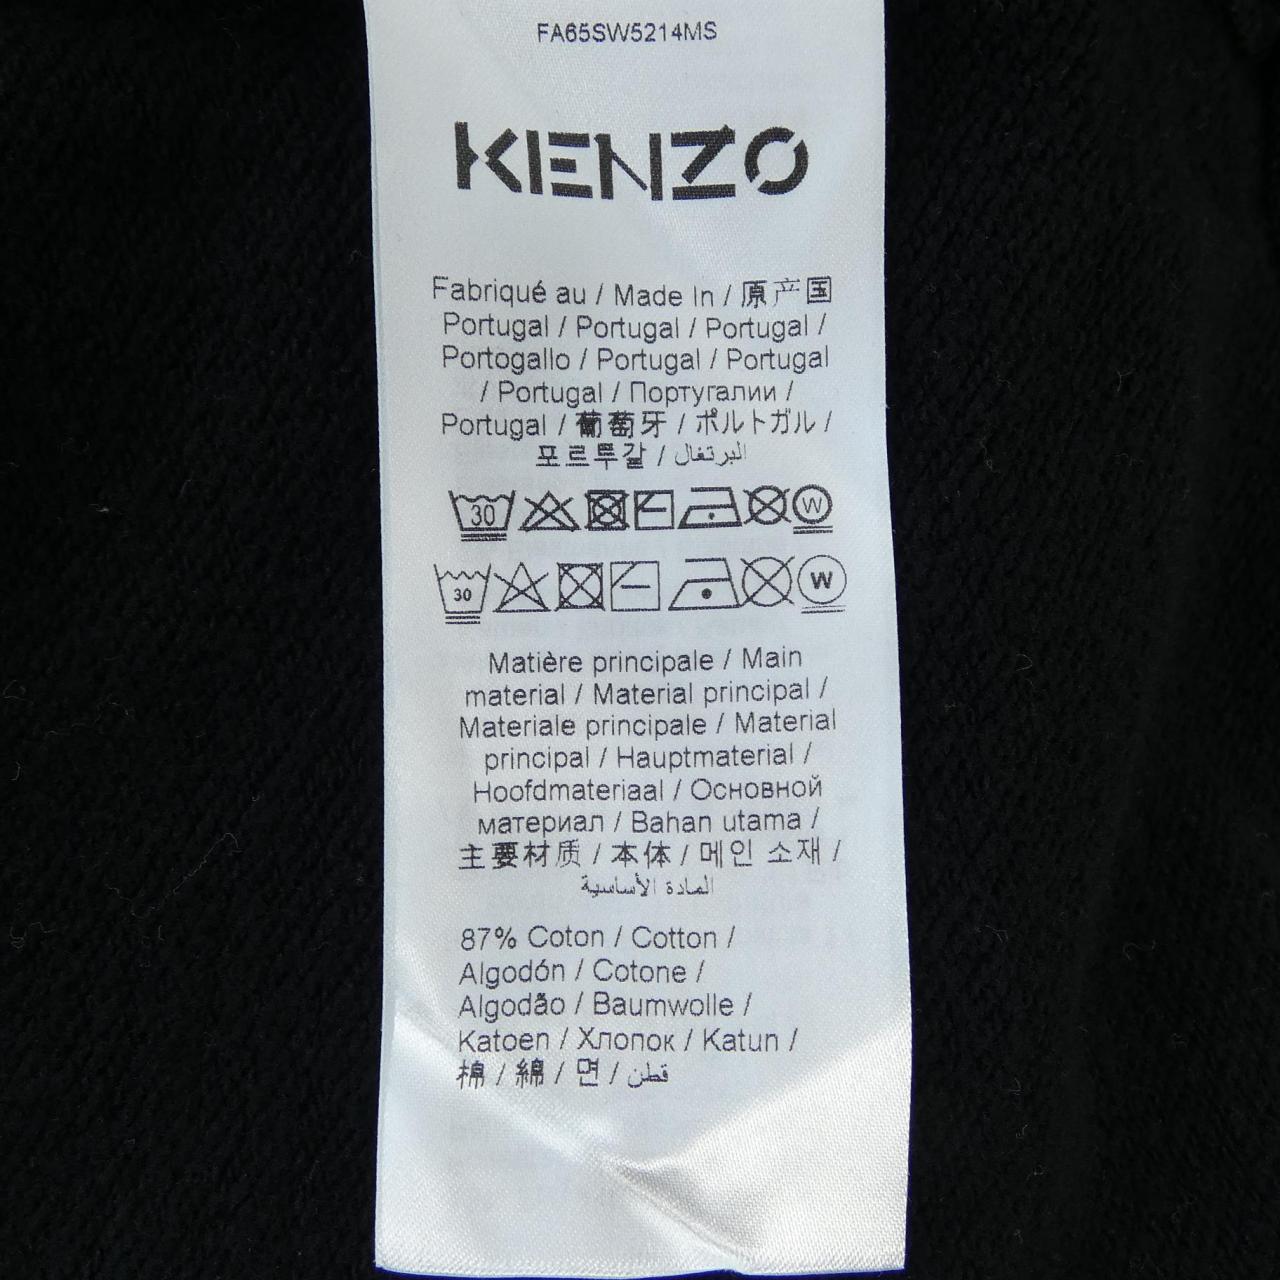 FA65SW5214MS
KENZO
Fabriqué au / Made In / 原产国
Portugal / Portugal / Portugal /
Portogallo / Portugal / Portugal
/ Portugal / Португалии /
Portugal / 葡萄牙 / ポルトガル /
포르투갈 / البرتغال
30 W
30 W
Matière principale / Main
material / Material principal /
Materiale principale / Material
principal / Hauptmaterial /
Hoofdmateriaal / Основной
материал / Bahan utama /
主要材质 / 本体 / 메인 소재 /
المادة الأساسية
87% Coton / Cotton /
Algodón / Cotone /
Algodão / Baumwolle /
Katoen / Хлопок / Katun /
棉 / 綿 / 면 / قطن